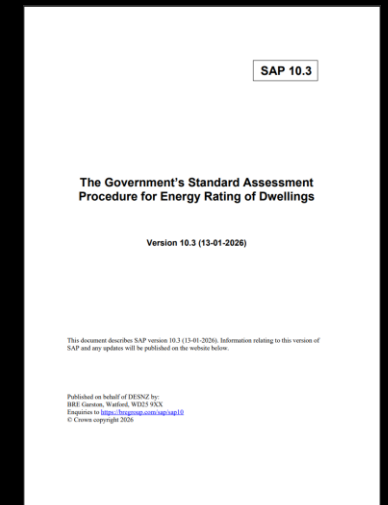 SAP 10.3
The Government's Standard Assessment
Procedure for Energy Rating of Dwellings
Version 10.3 (13-01-2026)
This document describes SAP version 10.3 (13-01-2026). Information relating to this version of
SAP and any updates will be published on the website below.
Published on behalf of DESNZ by:
BRE Garston, Watford, WD25 9XX
Enquiries to https://bregroup.com/sap/sap10
© Crown copyright 2026